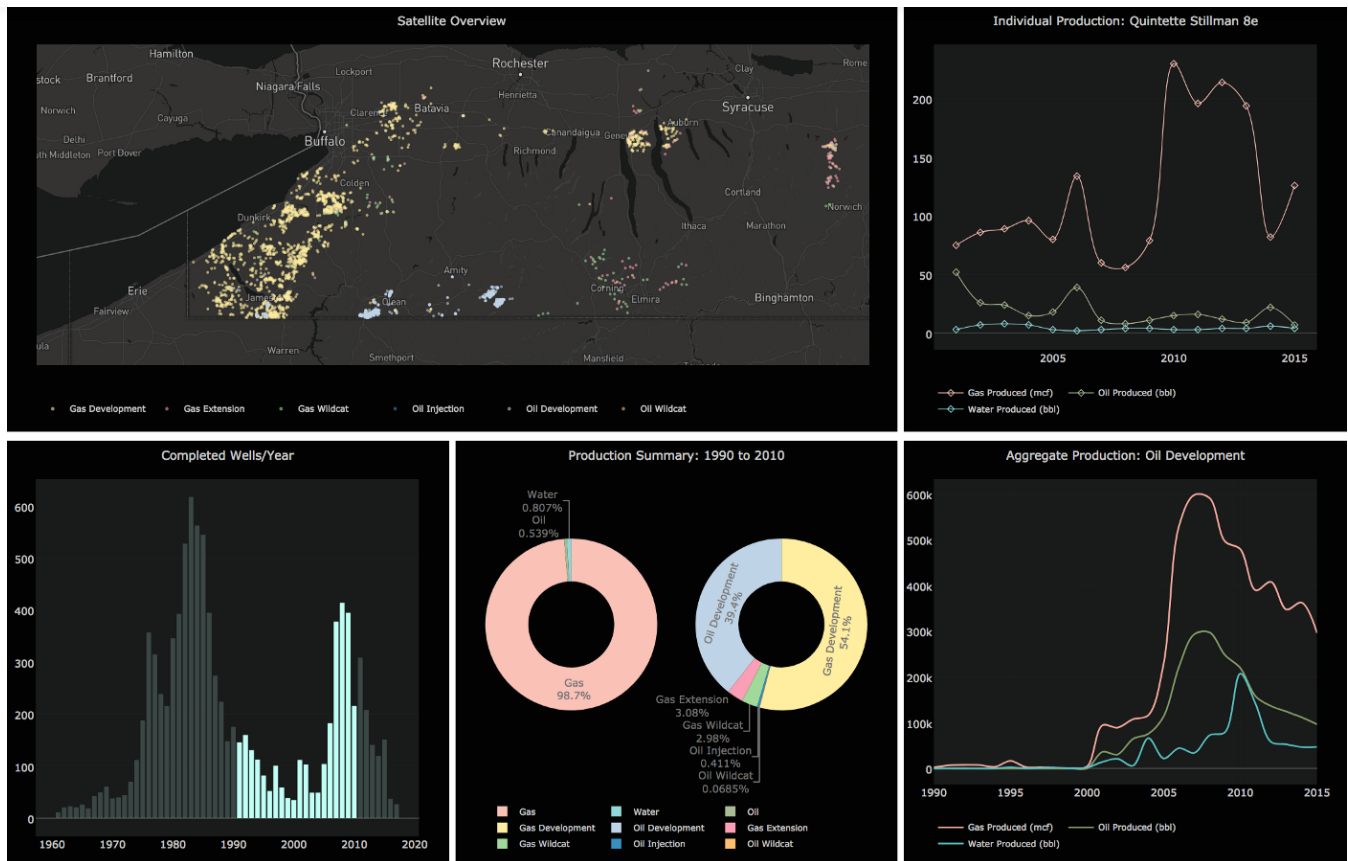 Satellite Overview
Hamilton
Rochester
Clay
Rome
stock
Brantford
Lockport
Niagara Falls
Henrietta
Syracuse
Norwich
Cayuga
Batavia
Auburn
Delhi
Buffalo
Canandaigua
Port Dover
Richmond
Colden
Cortland
Dunkirk
Norwich
Ithaca
Marathon
Amity
Erie
Corning
Elmira
Binghamton
Fairview
Olean
Warren
Smethport
Mansfield
Gas Development
Gas Extension
Gas Wildcat
Oil Injection
Oil Development
Oil Wildcat
Individual Production: Quintette Stillman 8e
200
150
100
50
0
2005
2010
2015
Gas Produced (mcf)
Oil Produced (bbl)
Water Produced (bbl)
Completed Wells/Year
600
500
400
300
200
100
0
1960
1970
1980
1990
2000
2010
2020
Production Summary: 1990 to 2010
Water
0.807%
Oil
0.539%
Gas
98.7%
Oil Development
39.4%
Gas Development
54.1%
Gas Extension
3.08%
Gas Wildcat
2.98%
Oil Injection
0.411%
Oil Wildcat
0.0685%
Gas
Water
Oil
Gas Development
Oil Development
Gas Extension
Gas Wildcat
Oil Injection
Oil Wildcat
Aggregate Production: Oil Development
600k
500k
400k
300k
200k
100k
0
1990
1995
2000
2005
2010
2015
Gas Produced (mcf)
Oil Produced (bbl)
Water Produced (bbl)